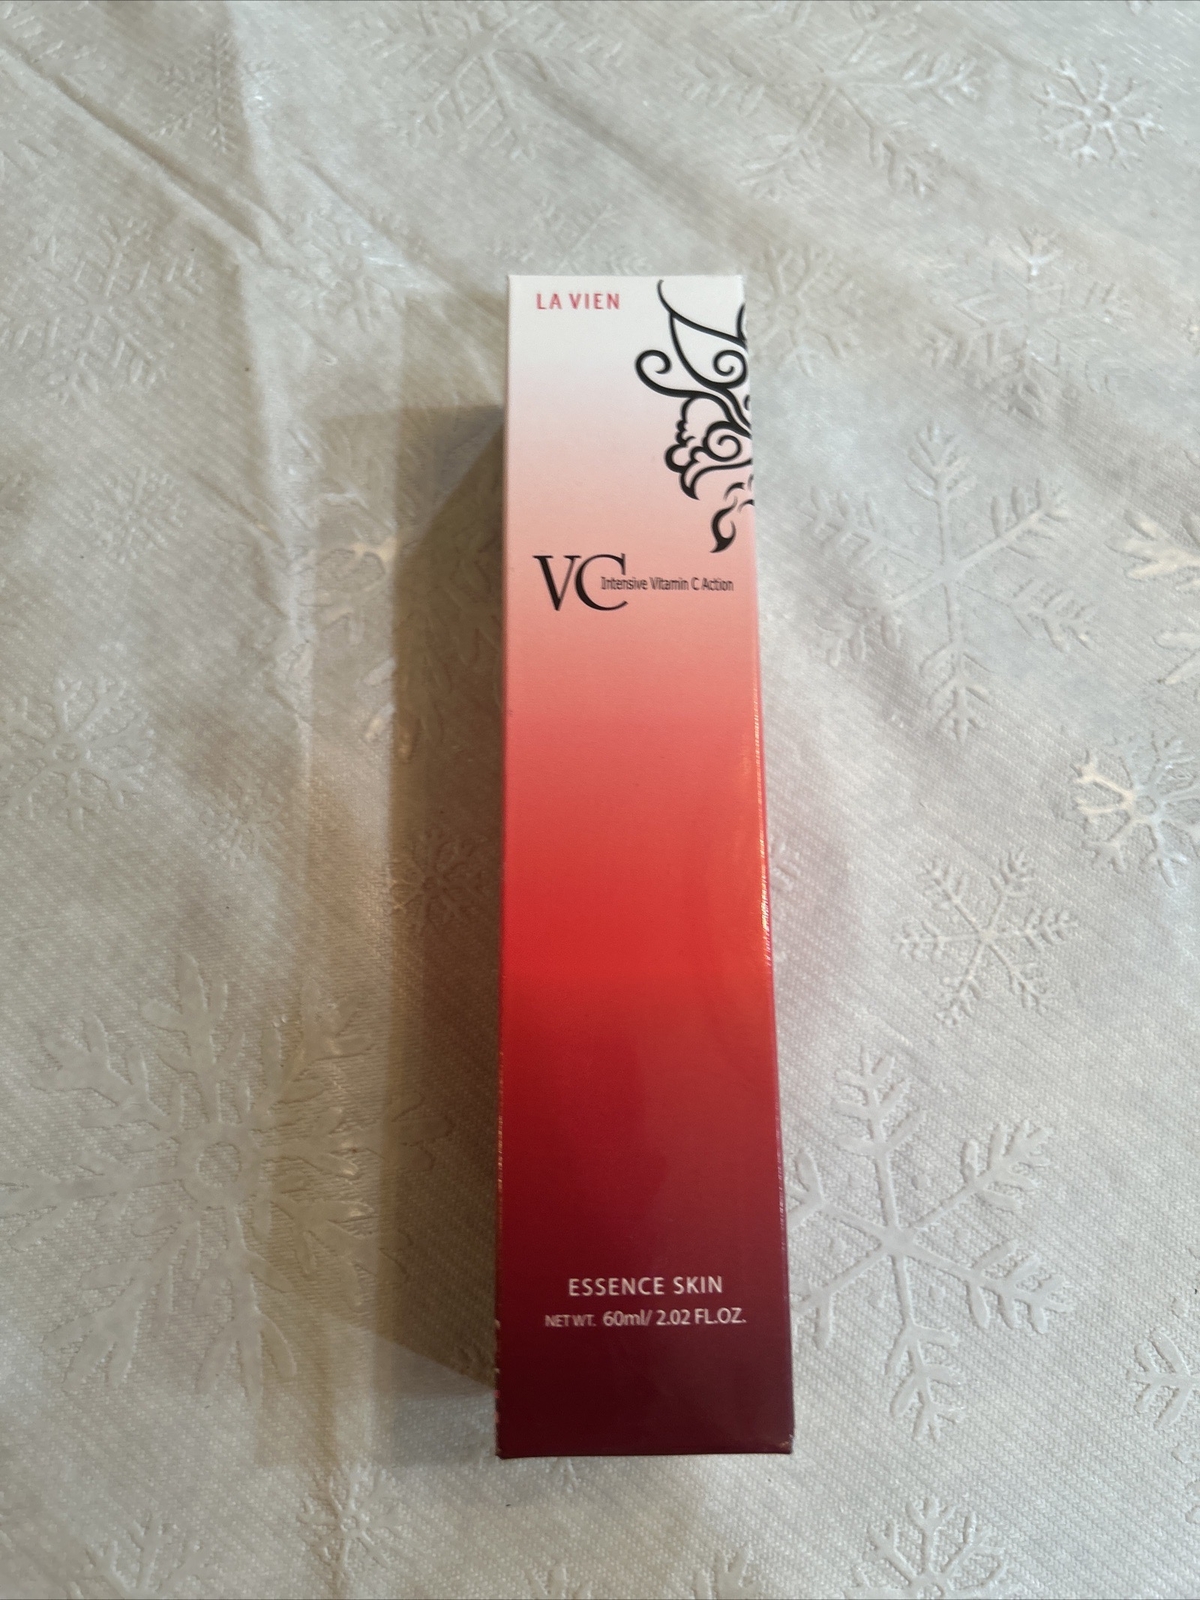 LA VIEN
VC Intensive Vitamin C Action
ESSENCE SKIN
NET WT. 60ml/ 2.02 FL.OZ.